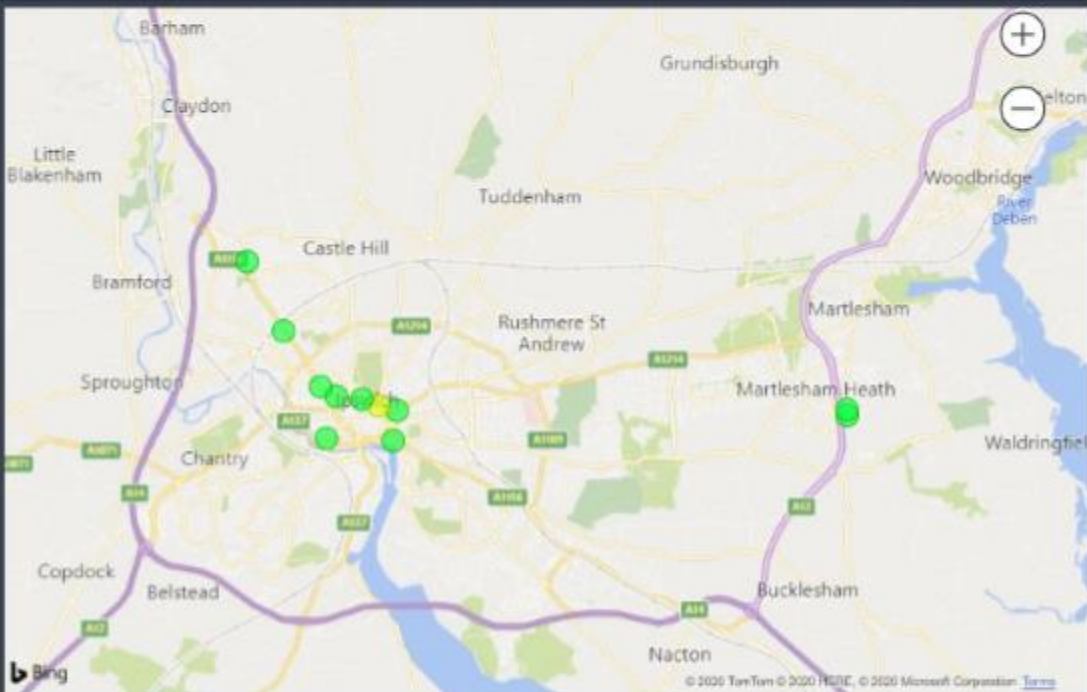 Barham
Grundisburgh
Claydon
Little
Blakenham
Woodbridge
Tuddenham
River
Deben
Castle Hill
Bramford
Martlesham
A1214
Rushmere St
Andrew
A1214
Sproughton
Martlesham Heath
A137
Waldringfie
Chantry
A14
A1156
A12
A137
Copdock
Belstead
Bucklesham
A14
A12
Nacton
Bing
© 2020 TomTom © 2020 HERE, © 2020 Microsoft Corporation Terms